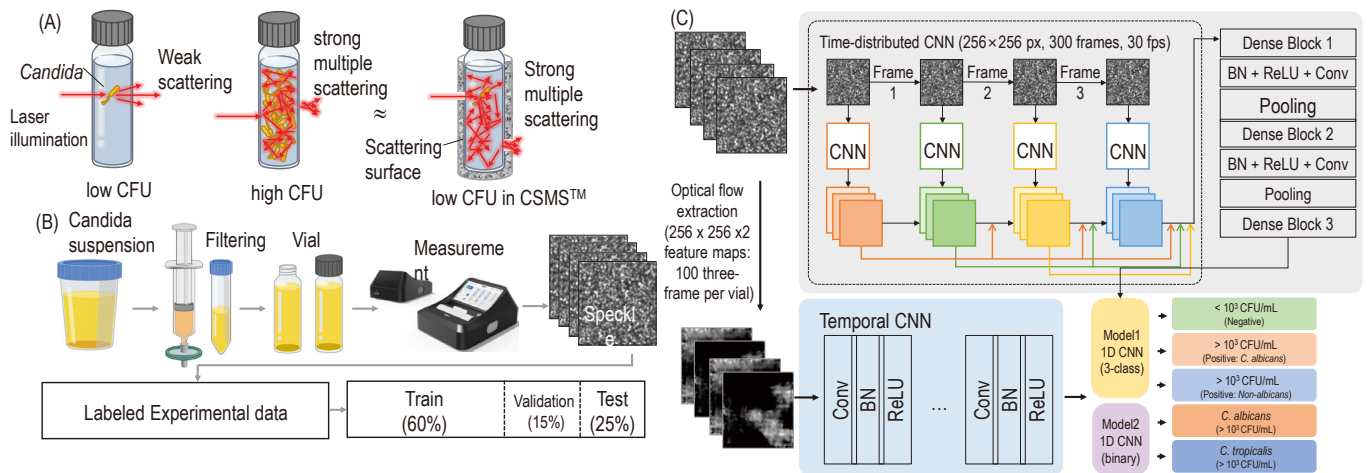 (A)
Candida
Weak
scattering
Laser
illumination
low CFU
strong
multiple
scattering
high CFU
≈
Strong
multiple
scattering
Scattering
surface
low CFU in CSMS™
(B)
Candida
suspension
Filtering
Vial
Measureme
nt
Speckl
e
Labeled Experimental data
Train
(60%)
Validation
(15%)
Test
(25%)
(C)
Optical flow
extraction
(256 x 256 x2
feature maps:
100 three-
frame per vial)
Time-distributed CNN (256×256 px, 300 frames, 30 fps)
Frame
1
Frame
2
Frame
3
CNN
CNN
CNN
CNN
Dense Block 1
BN + ReLU + Conv
Pooling
Dense Block 2
BN + ReLU + Conv
Pooling
Dense Block 3
Temporal CNN
Conv
BN
ReLU
...
Conv
BN
ReLU
Model1
1D CNN
(3-class)
Model2
1D CNN
(binary)
< 10³ CFU/mL
(Negative)
> 10³ CFU/mL
(Positive: C. albicans)
> 10³ CFU/mL
(Positive: Non-albicans)
C. albicans
(> 10³ CFU/mL)
C. tropicalis
(> 10³ CFU/mL)